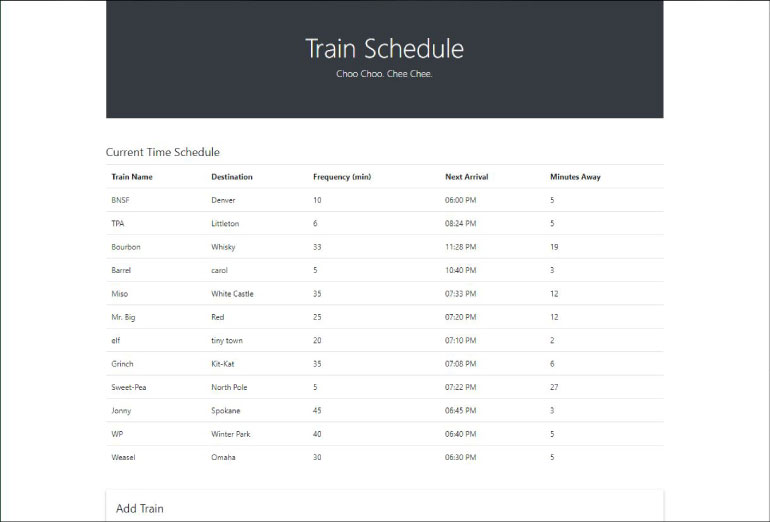 Train Schedule
Choo Choo. Chee Chee.
Current Time Schedule
Train Name Destination Frequency (min) Next Arrival Minutes Away
BNSF Denver 10 06:00 PM 5
TPA Littleton 6 08:24 PM 5
Bourbon Whisky 33 11:28 PM 19
Barrel carol 5 10:40 PM 3
Miso White Castle 35 07:33 PM 12
Mr. Big Red 25 07:20 PM 12
elf tiny town 20 07:10 PM 2
Grinch Kit-Kat 35 07:08 PM 6
Sweet-Pea North Pole 5 07:22 PM 27
Jonny Spokane 45 06:45 PM 3
WP Winter Park 40 06:40 PM 5
Weasel Omaha 30 06:30 PM 5
Add Train